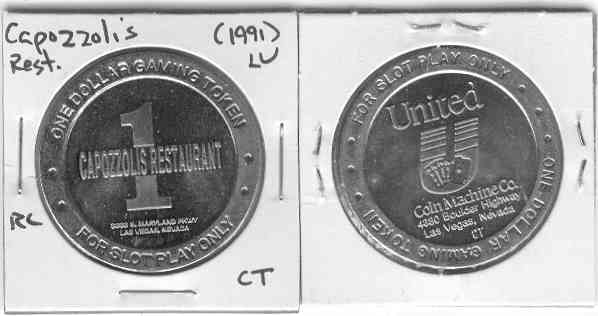 Capozzoli's
Rest.
(1991)
LV
ONE DOLLAR GAMING TOKEN
1
CAPOZZOLIS RESTAURANT
S. MARYLAND PKWY
LAS VEGAS, NEVADA
FOR SLOT PLAY ONLY
RC
CT
FOR SLOT PLAY ONLY
United
Coin Machine Co.
4380 Boulder Highway
Las Vegas, Nevada
CT
ONE DOLLAR GAMING TOKEN